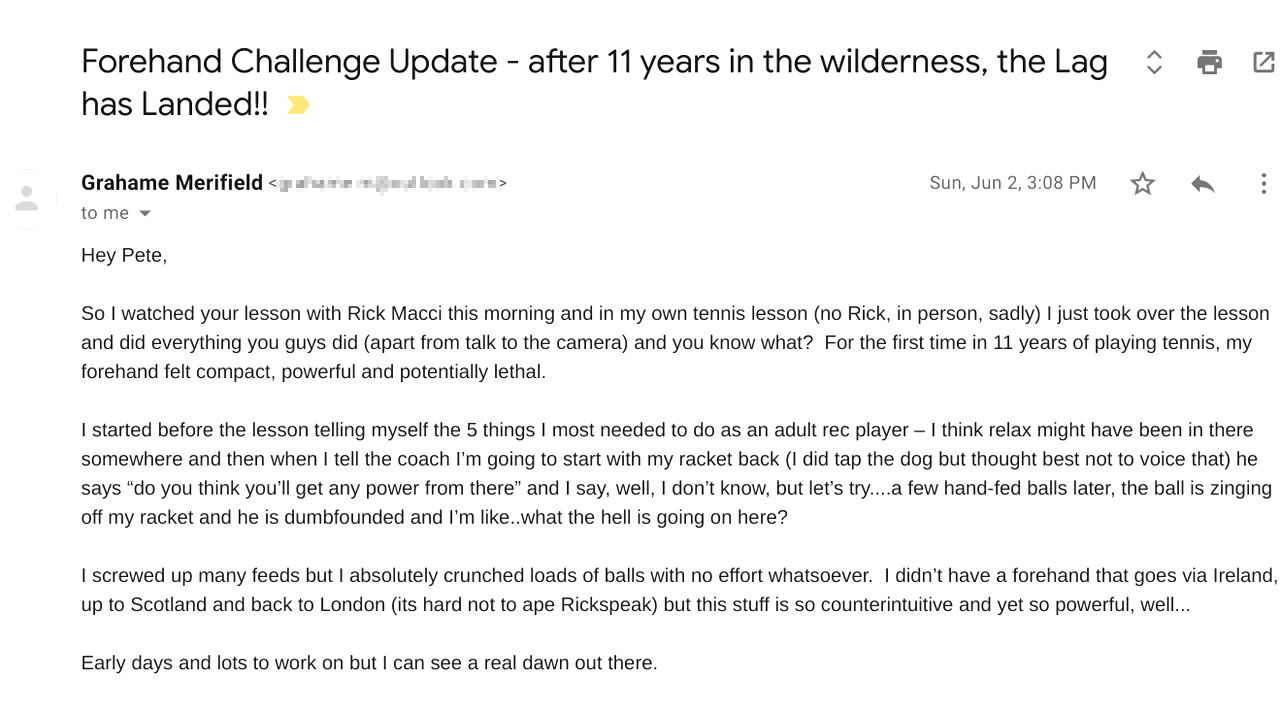 Forehand Challenge Update - after 11 years in the wilderness, the Lag
has Landed!!
Grahame Merifield < >
Sun, Jun 2, 3:08 PM
to me
Hey Pete,
So I watched your lesson with Rick Macci this morning and in my own tennis lesson (no Rick, in person, sadly) I just took over the lesson
and did everything you guys did (apart from talk to the camera) and you know what?  For the first time in 11 years of playing tennis, my
forehand felt compact, powerful and potentially lethal.
I started before the lesson telling myself the 5 things I most needed to do as an adult rec player – I think relax might have been in there
somewhere and then when I tell the coach I’m going to start with my racket back (I did tap the dog but thought best not to voice that) he
says “do you think you’ll get any power from there” and I say, well, I don’t know, but let’s try....a few hand-fed balls later, the ball is zinging
off my racket and he is dumbfounded and I’m like..what the hell is going on here?
I screwed up many feeds but I absolutely crunched loads of balls with no effort whatsoever.  I didn’t have a forehand that goes via Ireland,
up to Scotland and back to London (its hard not to ape Rickspeak) but this stuff is so counterintuitive and yet so powerful, well...
Early days and lots to work on but I can see a real dawn out there.